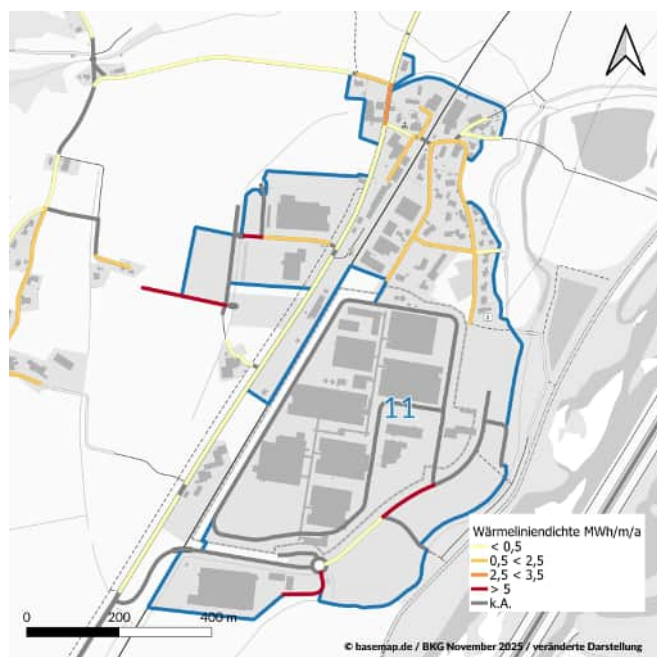 11
Wärmeliniendichte MWh/m/a
< 0,5
0,5 < 2,5
2,5 < 3,5
> 5
k.A.
0 200 400 m
© basemap.de / BKG November 2025 / veränderte Darstellung